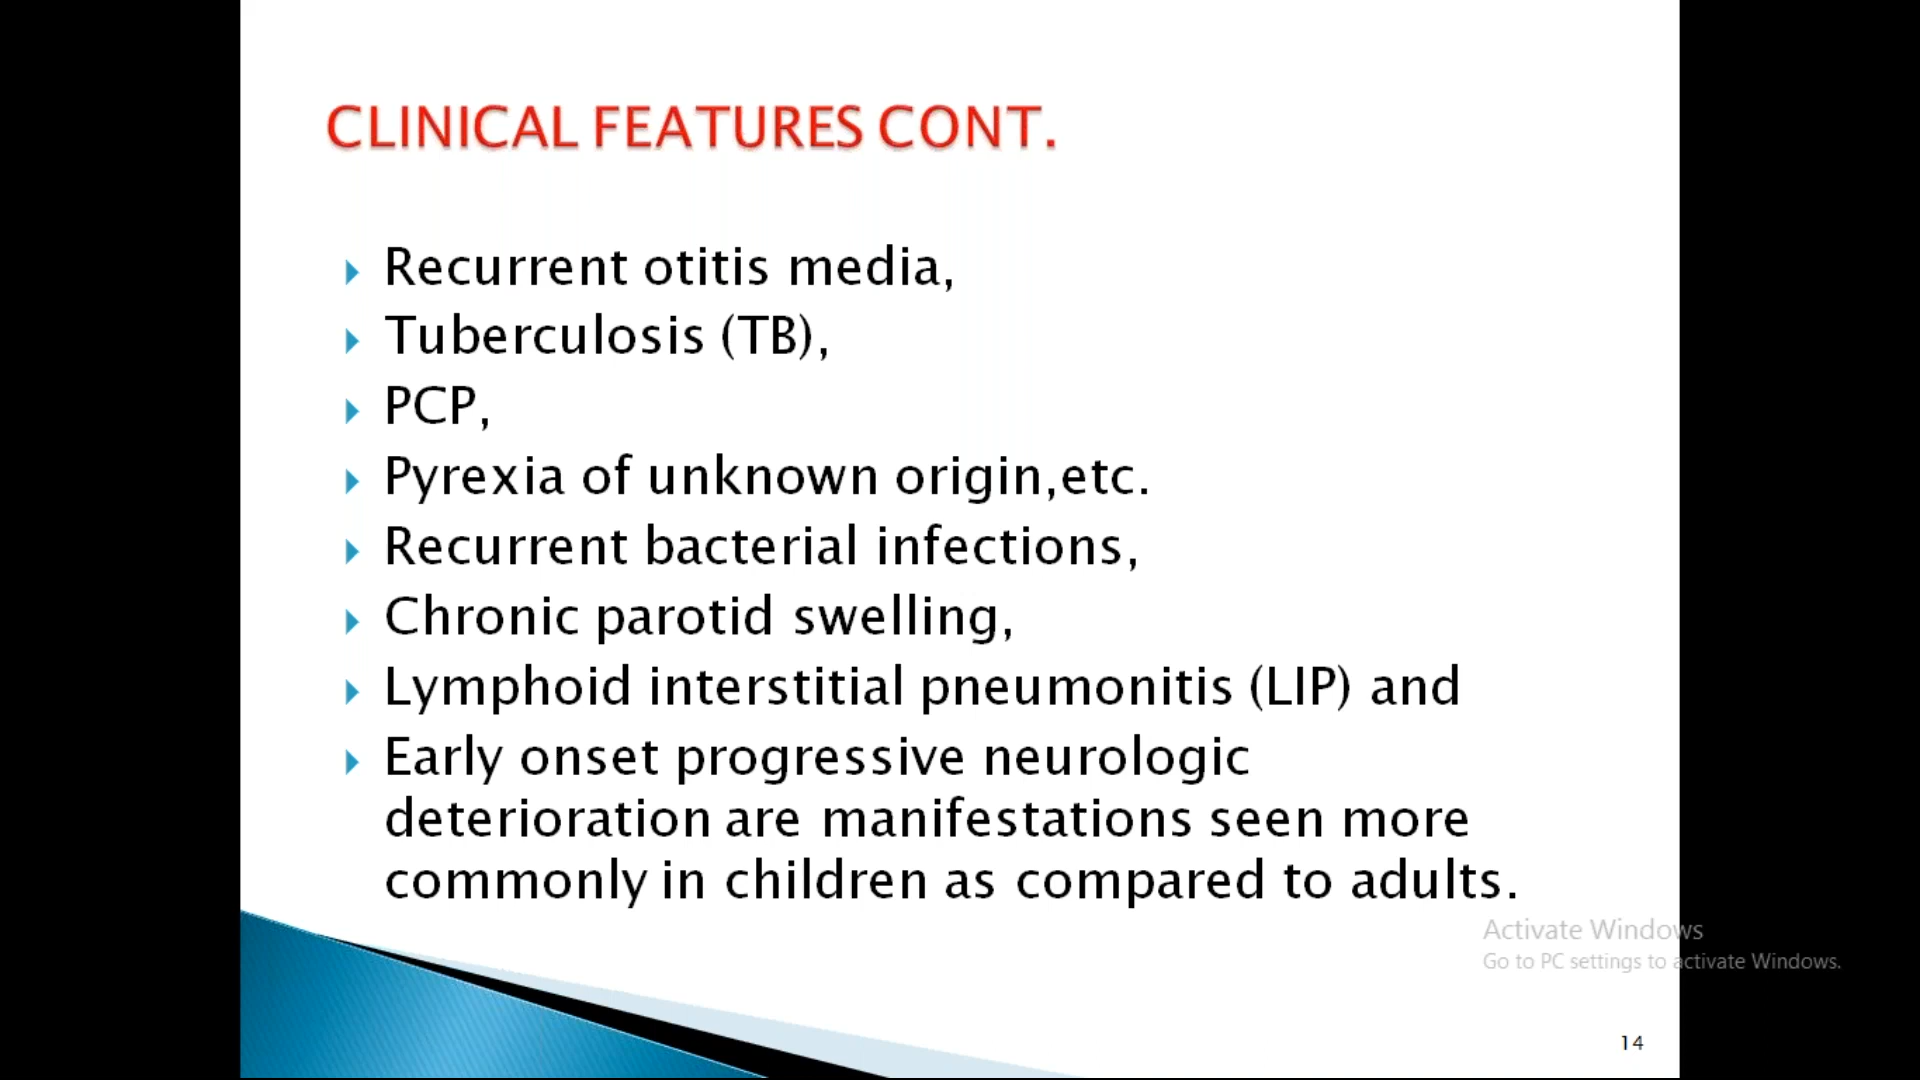 CLINICAL FEATURES CONT.
Recurrent otitis media,
Tuberculosis (TB),
PCP,
Pyrexia of unknown origin,etc.
Recurrent bacterial infections,
Chronic parotid swelling,
Lymphoid interstitial pneumonitis (LIP) and
Early onset progressive neurologic
deterioration are manifestations seen more
commonly in children as compared to adults.
Activate Windows
Go to PC settings to activate Windows.
14